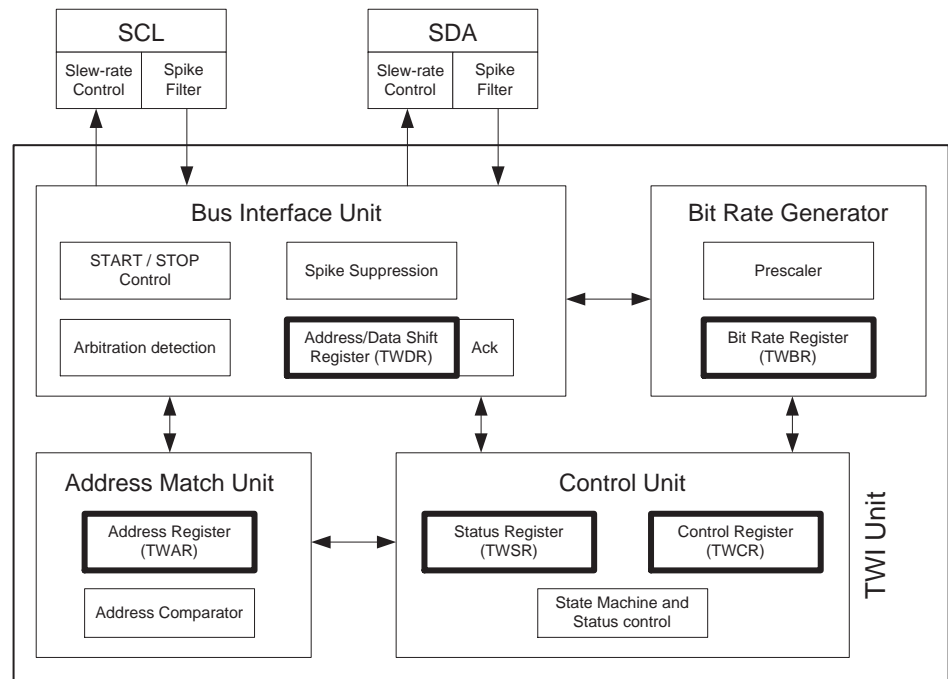 SCL
Slew-rate
Control
Spike
Filter
SDA
Slew-rate
Control
Spike
Filter
Bus Interface Unit
START / STOP
Control
Spike Suppression
Arbitration detection
Address/Data Shift
Register (TWDR)
Ack
Bit Rate Generator
Prescaler
Bit Rate Register
(TWBR)
Address Match Unit
Address Register
(TWAR)
Address Comparator
Control Unit
Status Register
(TWSR)
Control Register
(TWCR)
State Machine and
Status control
TWI Unit